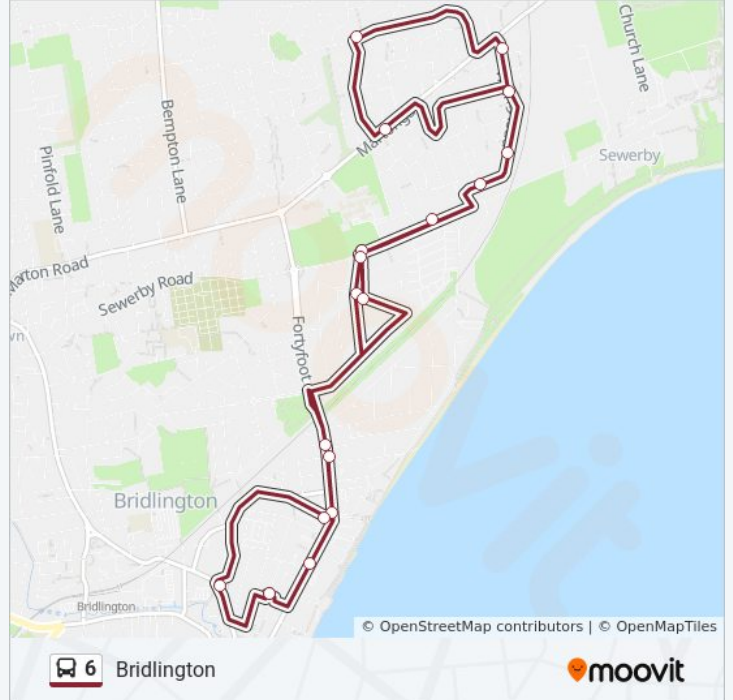 Church Lane
Bempton Lane
Pinfold Lane
Sewerby
Marton Road
Sewerby Road
Fortyfoot
Bridlington
Bridlington
© OpenStreetMap contributors | © OpenMapTiles
6 Bridlington
moovit